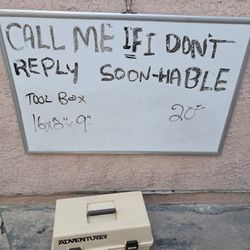 CALL ME IF I DON'T
REPLY SOON-HABLE
TOOL BOX
16x8"x9" 20"
ADVENTURER